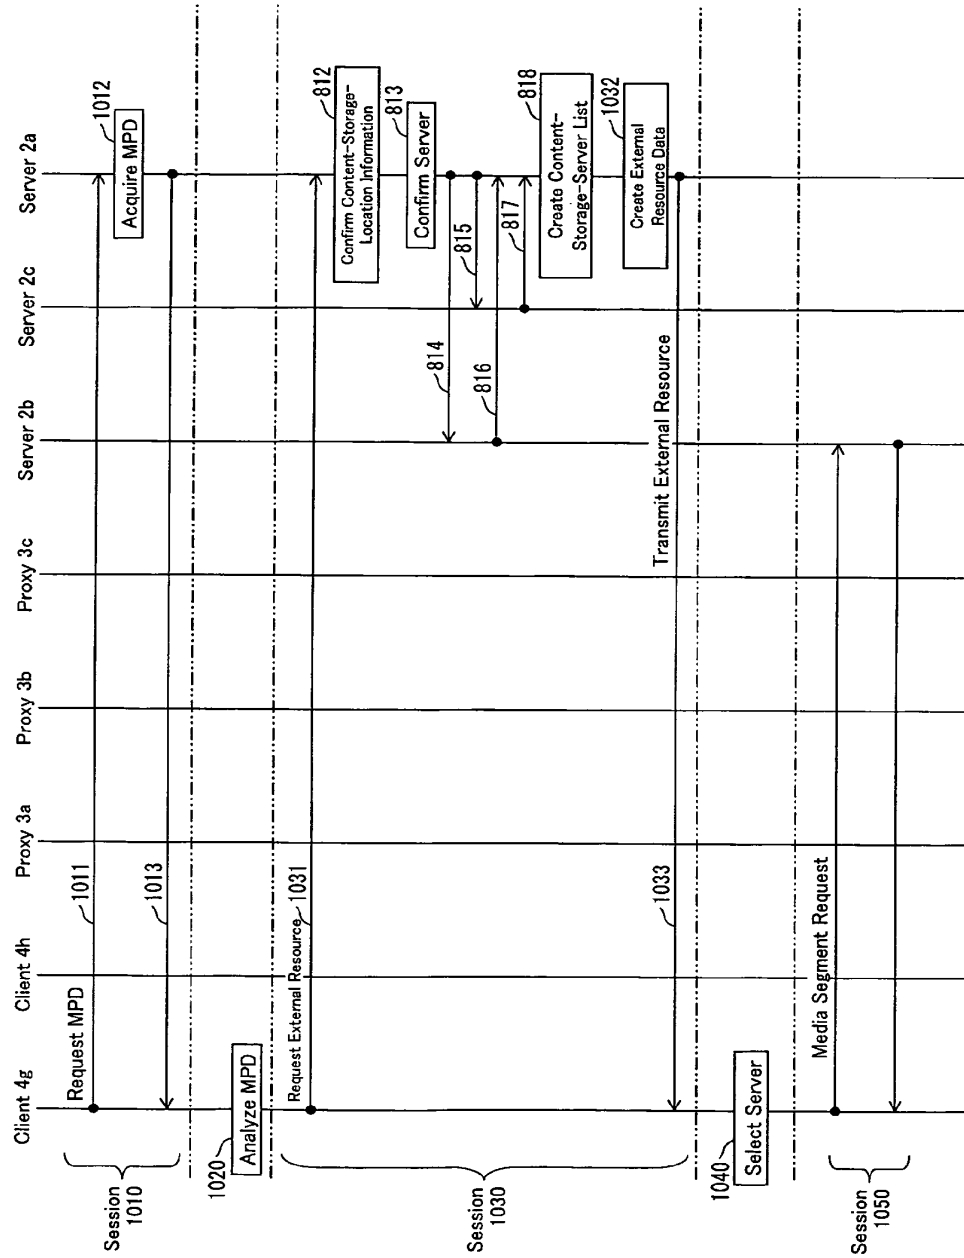 Client 4g
Client 4h
Proxy 3a
Proxy 3b
Proxy 3c
Server 2b
Server 2c
Server 2a
Session
1010
Request MPD
1011
1012
Acquire MPD
1013
1020
Analyze MPD
Session
1030
Request External Resource
1031
812
Confirm Content-Storage-
Location Information
813
Confirm Server
814
815
816
817
818
Create Content-
Storage-Server List
1032
Create External
Resource Data
Transmit External Resource
1033
1040
Select Server
Session
1050
Media Segment Request